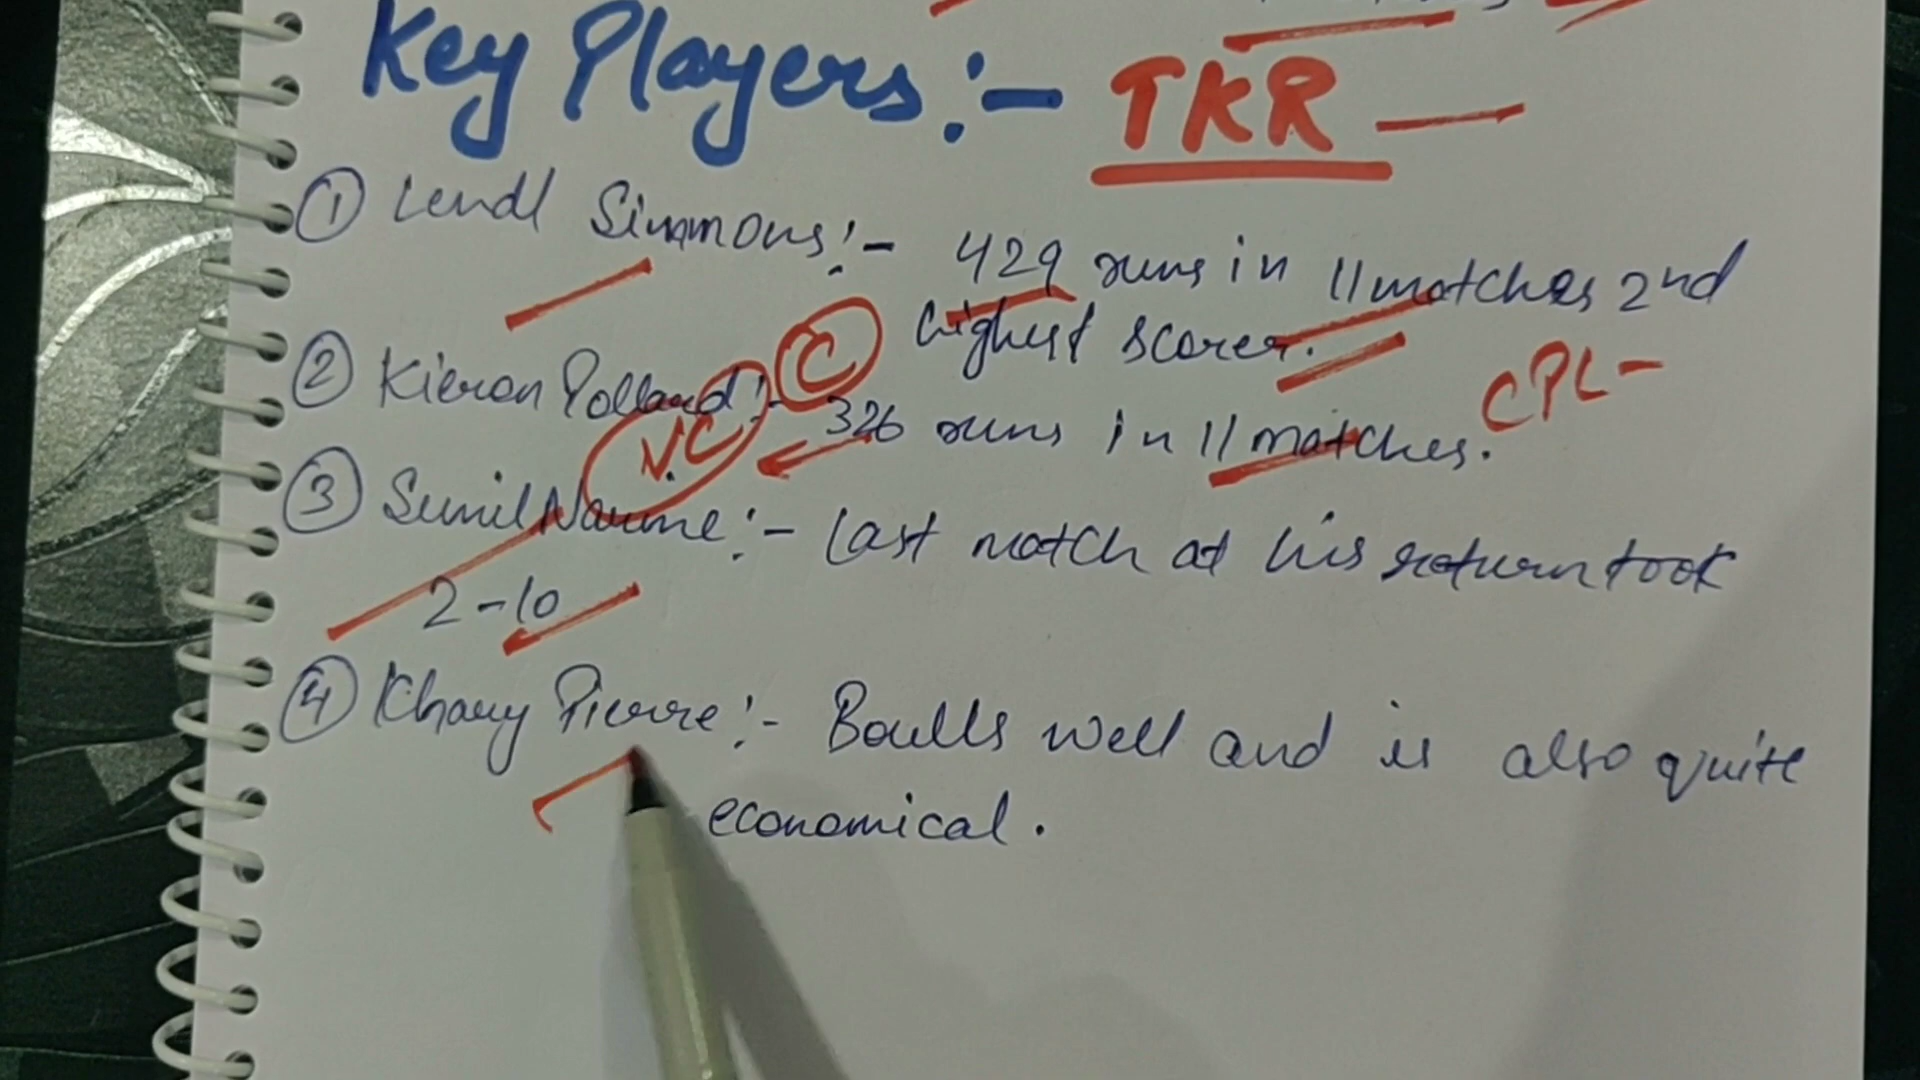 Key Players:- TKR —
① Lendl Simmons:- 429 runs in 11 matches 2nd
highest scorer.
② Kieron Pollard:- 326 runs in 11 matches.
C
VC
CPL -
③ Sunil Narine:- Last match at his return took
2-10
④ Khary Pierre:- Boulls well and is also quite
economical.